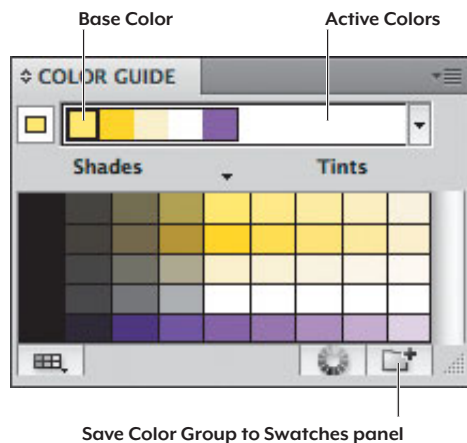 Base Color
Active Colors
COLOR GUIDE
Shades
Tints
Save Color Group to Swatches panel